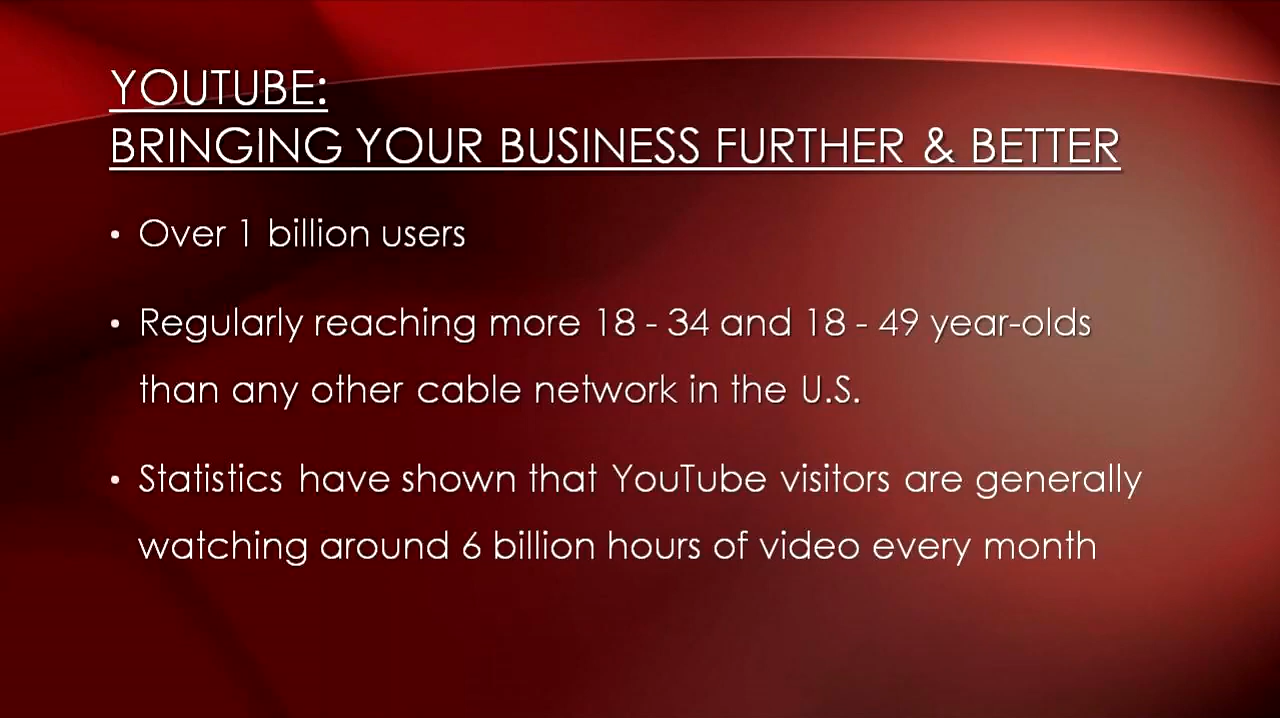 YOUTUBE:
BRINGING YOUR BUSINESS FURTHER & BETTER
• Over 1 billion users
• Regularly reaching more 18 - 34 and 18 - 49 year-olds
than any other cable network in the U.S.
• Statistics have shown that YouTube visitors are generally
watching around 6 billion hours of video every month